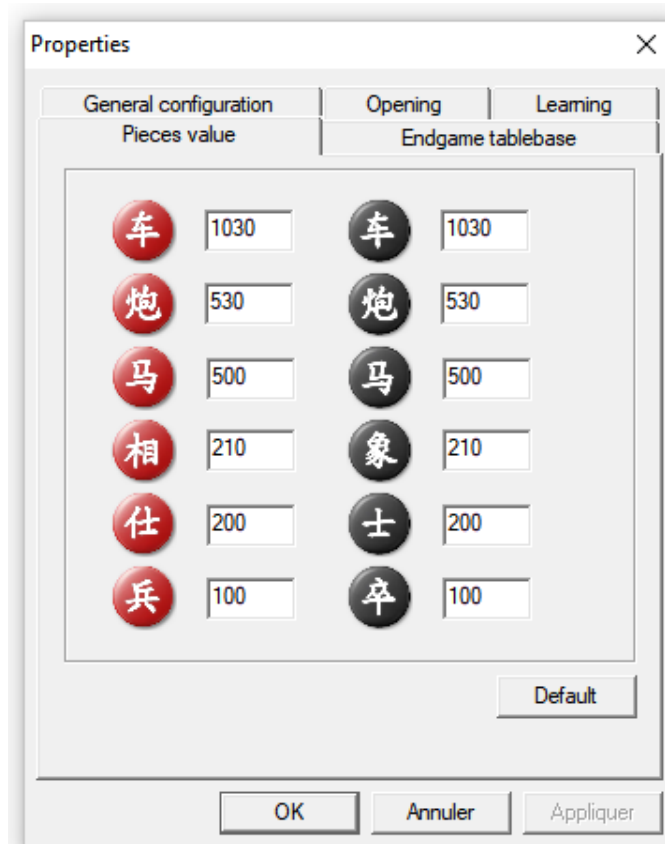 Properties
General configuration Opening Learning
Pieces value Endgame tablebase
车 1030 车 1030
炮 530 炮 530
马 500 马 500
相 210 象 210
仕 200 士 200
兵 100 卒 100
Default
OK Annuler Appliquer